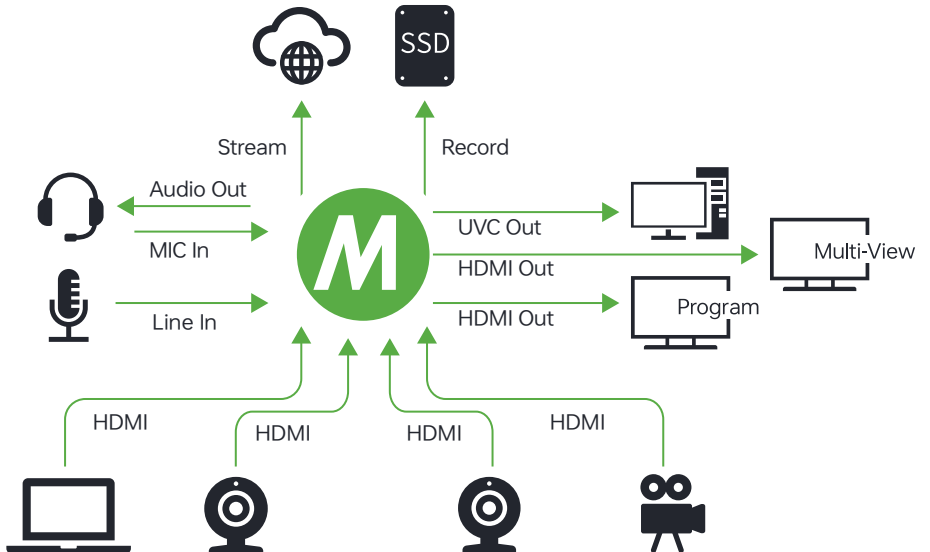 SSD
Stream
Record
Audio Out
MIC In
Line In
M
UVC Out
HDMI Out
HDMI Out
Multi-View
Program
HDMI
HDMI
HDMI
HDMI